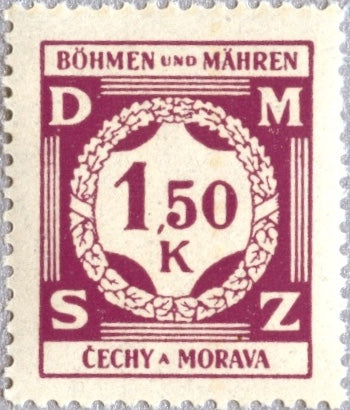 BÖHMEN UND MÄHREN
D M
1,50
K
S Z
ČECHY A MORAVA